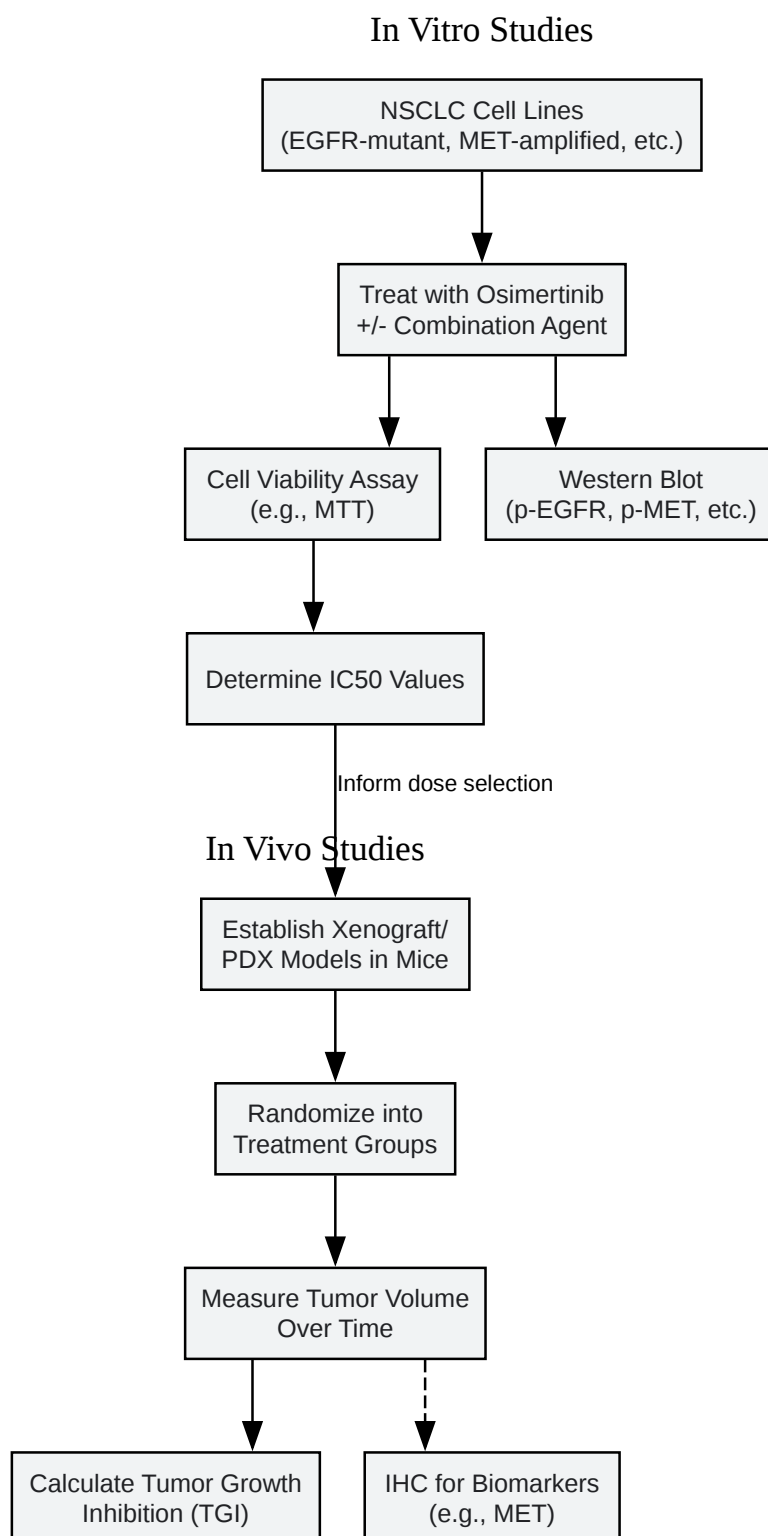 In Vitro Studies
NSCLC Cell Lines
(EGFR-mutant, MET-amplified, etc.)
Treat with Osimertinib
+/- Combination Agent
Cell Viability Assay
(e.g., MTT)
Western Blot
(p-EGFR, p-MET, etc.)
Determine IC50 Values
Inform dose selection
In Vivo Studies
Establish Xenograft/
PDX Models in Mice
Randomize into
Treatment Groups
Measure Tumor Volume
Over Time
Calculate Tumor Growth
Inhibition (TGI)
IHC for Biomarkers
(e.g., MET)